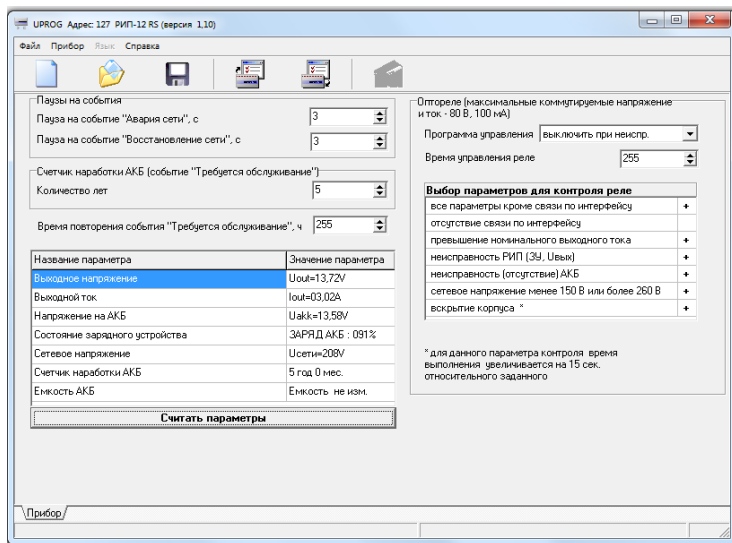 UPROG Адрес: 127 РИП-12 RS (версия 1,10)
Файл Прибор Язык Справка
Паузы на события
Пауза на событие "Авария сети", с 3
Пауза на событие "Восстановление сети", с 3
Счетчик наработки АКБ (событие "Требуется обслуживание")
Количество лет 5
Время повторения события "Требуется обслуживание", ч 255
Название параметра Значение параметра
Выходное напряжение Uout=13,72V
Выходной ток Iout=03,02A
Напряжение на АКБ Uakk=13,58V
Состояние зарядного устройства ЗАРЯД АКБ : 091%
Сетевое напряжение Uсети=208V
Счетчик наработки АКБ 5 год 0 мес.
Емкость АКБ Емкость не изм.
Считать параметры
Оптореле (максимальные коммутируемые напряжение
и ток - 80 В, 100 мА)
Программа управления выключить при неиспр.
Время управления реле 255
Выбор параметров для контроля реле
все параметры кроме связи по интерфейсу +
отсутствие связи по интерфейсу
превышение номинального выходного тока +
неисправность РИП (ЗУ, Uвых) +
неисправность (отсутствие) АКБ +
сетевое напряжение менее 150 В или более 260 В +
вскрытие корпуса * +
* для данного параметра контроля время
выполнения увеличивается на 15 сек.
относительного заданного
Прибор